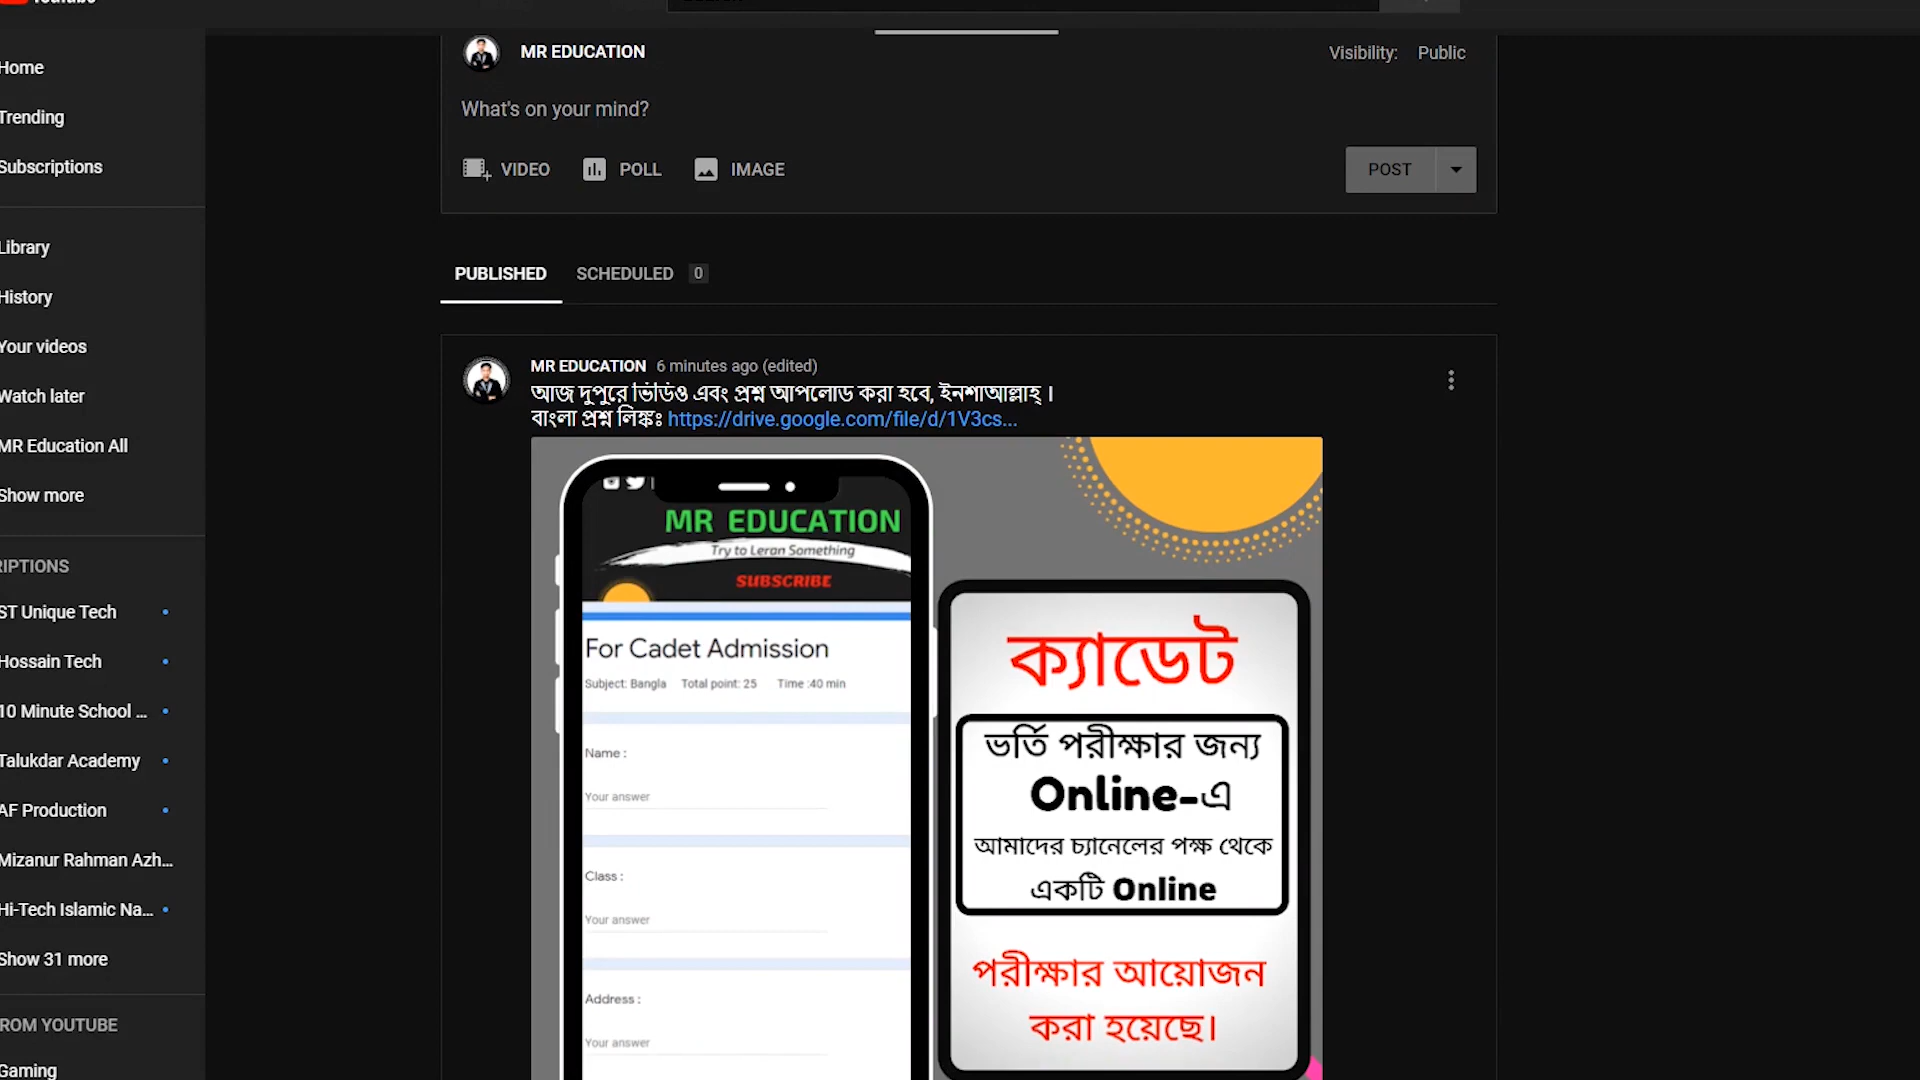 Home
Trending
Subscriptions
Library
History
Your videos
Watch later
MR Education All
Show more
RIPTIONS
ST Unique Tech
Hossain Tech
10 Minute School ...
Talukdar Academy
AF Production
Mizanur Rahman Azh...
Hi-Tech Islamic Na...
Show 31 more
ROM YOUTUBE
Gaming
MR EDUCATION
Visibility: Public
What's on your mind?
VIDEO POLL IMAGE POST
PUBLISHED SCHEDULED 0
MR EDUCATION 6 minutes ago (edited)
আজ দুপুরে ভিডিও এবং প্রশ্ন আপলোড করা হবে, ইনশাআল্লাহ্।
বাংলা প্রশ্ন লিঙ্কঃ https://drive.google.com/file/d/1V3cs...
MR EDUCATION
Try to Leran Something
SUBSCRIBE
For Cadet Admission
Subject: Bangla Total point: 25 Time :40 min
Name :
Your answer
Class :
Your answer
Address :
Your answer
ক্যাডেট
ভর্তি পরীক্ষার জন্য
Online-এ
আমাদের চ্যানেলের পক্ষ থেকে
একটি Online
পরীক্ষার আয়োজন
করা হয়েছে।